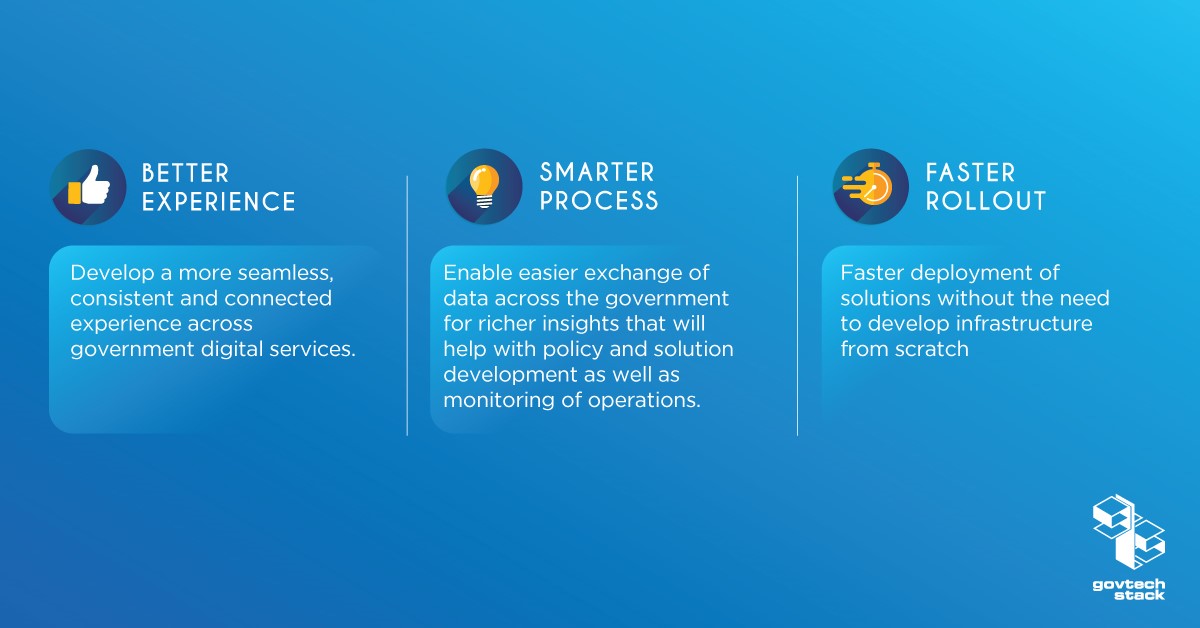 BETTER
EXPERIENCE
Develop a more seamless,
consistent and connected
experience across
government digital services.
SMARTER
PROCESS
Enable easier exchange of
data across the government
for richer insights that will
help with policy and solution
development as well as
monitoring of operations.
FASTER
ROLLOUT
Faster deployment of
solutions without the need
to develop infrastructure
from scratch
govtech
stack